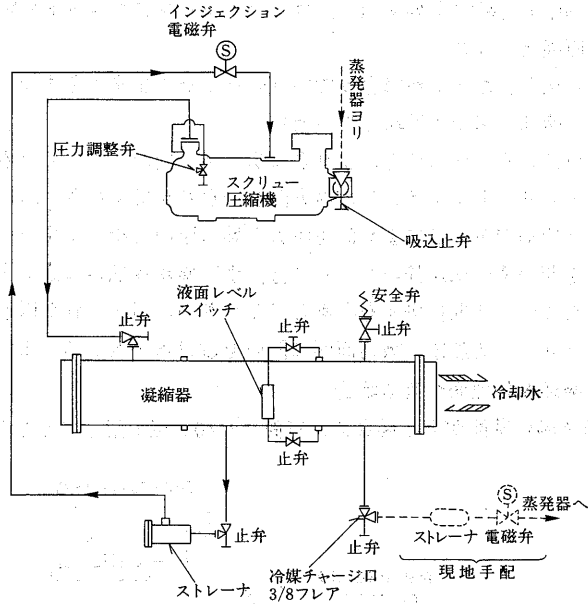 インジェクション
電磁弁
S
蒸発器ヨリ
圧力調整弁
スクリュー
圧縮機
吸込止弁
液面レベル
スイッチ
安全弁
止弁
止弁
止弁
凝縮器
冷却水
止弁
S
蒸発器へ
止弁
ストレーナ
止弁
ストレーナ 電磁弁
冷媒チャージ口
3/8フレア
現地手配